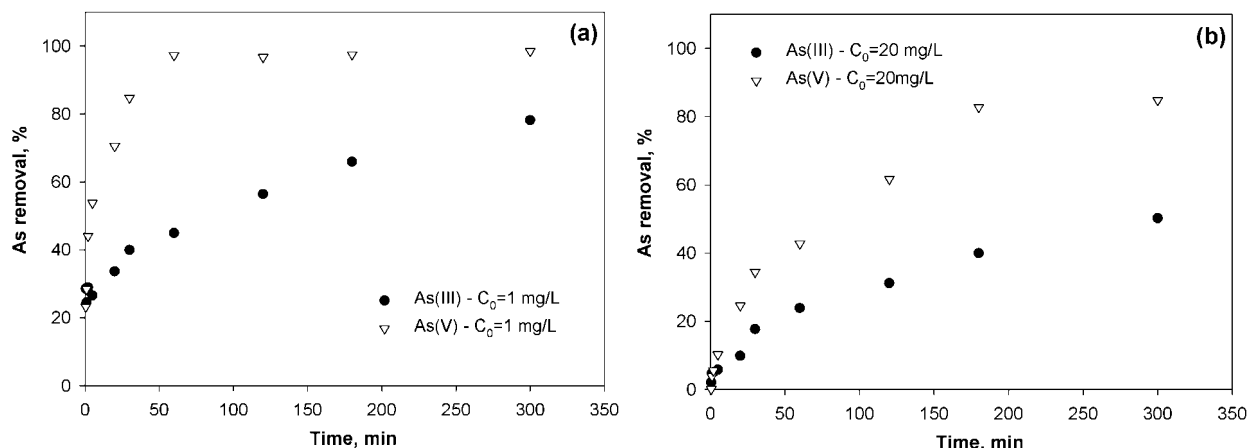 (a)
As removal, %
100
80
60
40
20
0
As(III) - C₀=1 mg/L
As(V) - C₀=1 mg/L
0 50 100 150 200 250 300 350
Time, min
(b)
As removal, %
100
80
60
40
20
0
As(III) - C₀=20 mg/L
As(V) - C₀=20mg/L
0 50 100 150 200 250 300 350
Time, min